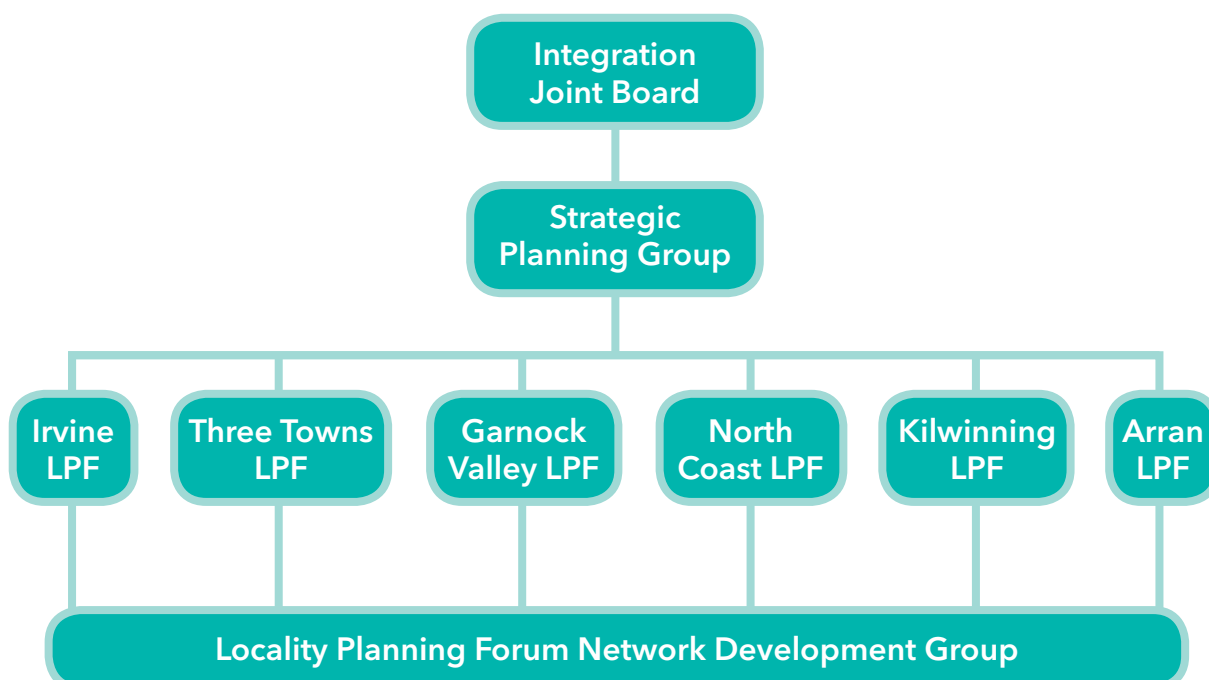 Integration
Joint Board
Strategic
Planning Group
Irvine
LPF
Three Towns
LPF
Garnock
Valley LPF
North
Coast LPF
Kilwinning
LPF
Arran
LPF
Locality Planning Forum Network Development Group